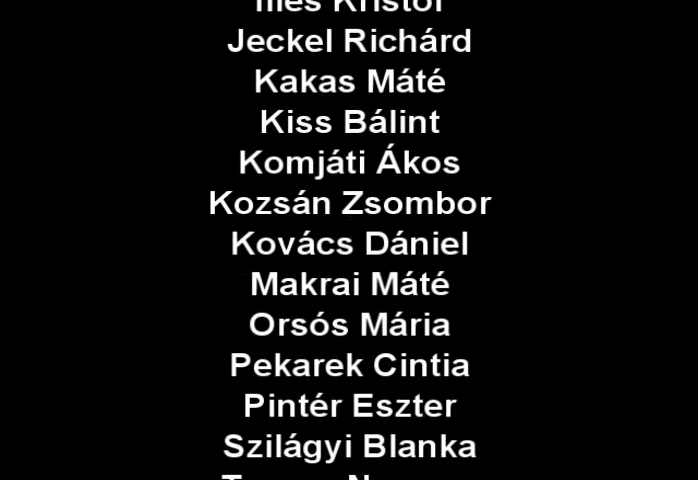 Illés Kristóf
Jeckel Richárd
Kakas Máté
Kiss Bálint
Komjáti Ákos
Kozsán Zsombor
Kovács Dániel
Makrai Máté
Orsós Mária
Pekarek Cintia
Pintér Eszter
Szilágyi Blanka